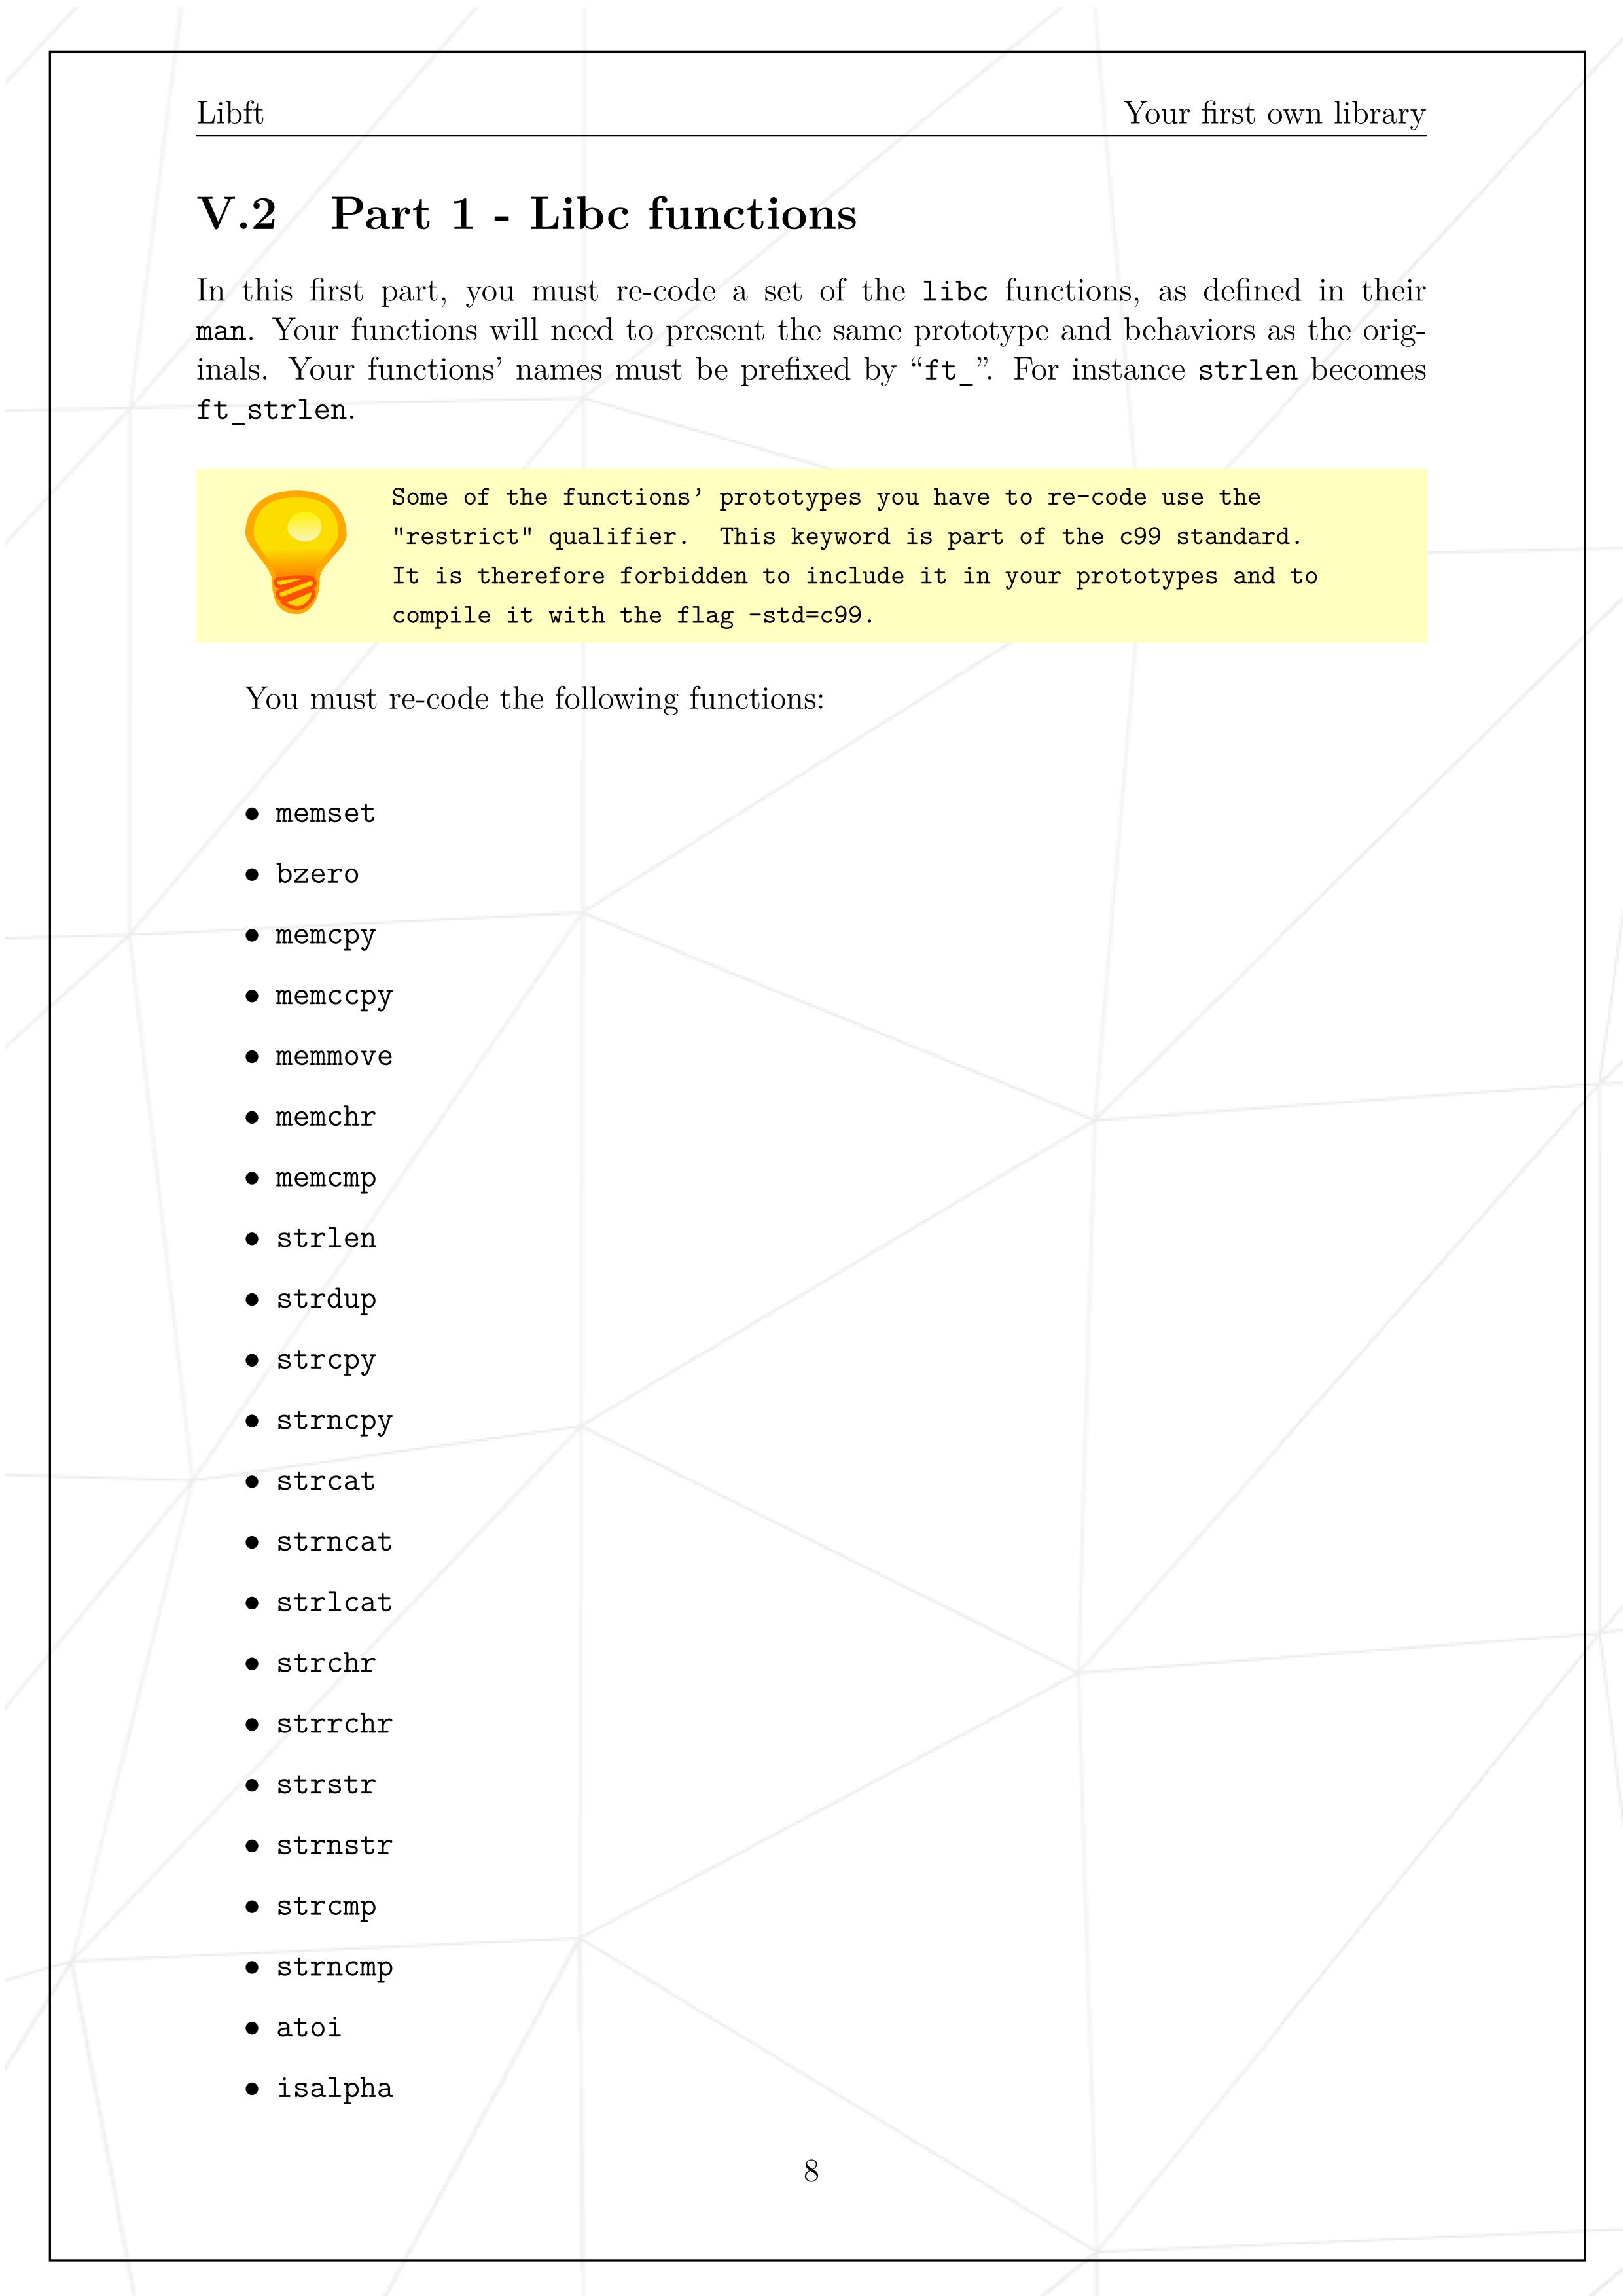 Libft
Your first own library
V.2 Part 1 - Libc functions
In this first part, you must re-code a set of the libc functions, as defined in their
man. Your functions will need to present the same prototype and behaviors as the orig-
inals. Your functions' names must be prefixed by “ft_”. For instance strlen becomes
ft_strlen.
Some of the functions' prototypes you have to re-code use the
"restrict" qualifier. This keyword is part of the c99 standard.
It is therefore forbidden to include it in your prototypes and to
compile it with the flag -std=c99.
You must re-code the following functions:
• memset
• bzero
• memcpy
• memccpy
• memmove
• memchr
• memcmp
• strlen
• strdup
• strcpy
• strncpy
• strcat
• strncat
• strlcat
• strchr
• strrchr
• strstr
• strnstr
• strcmp
• strncmp
• atoi
• isalpha
8